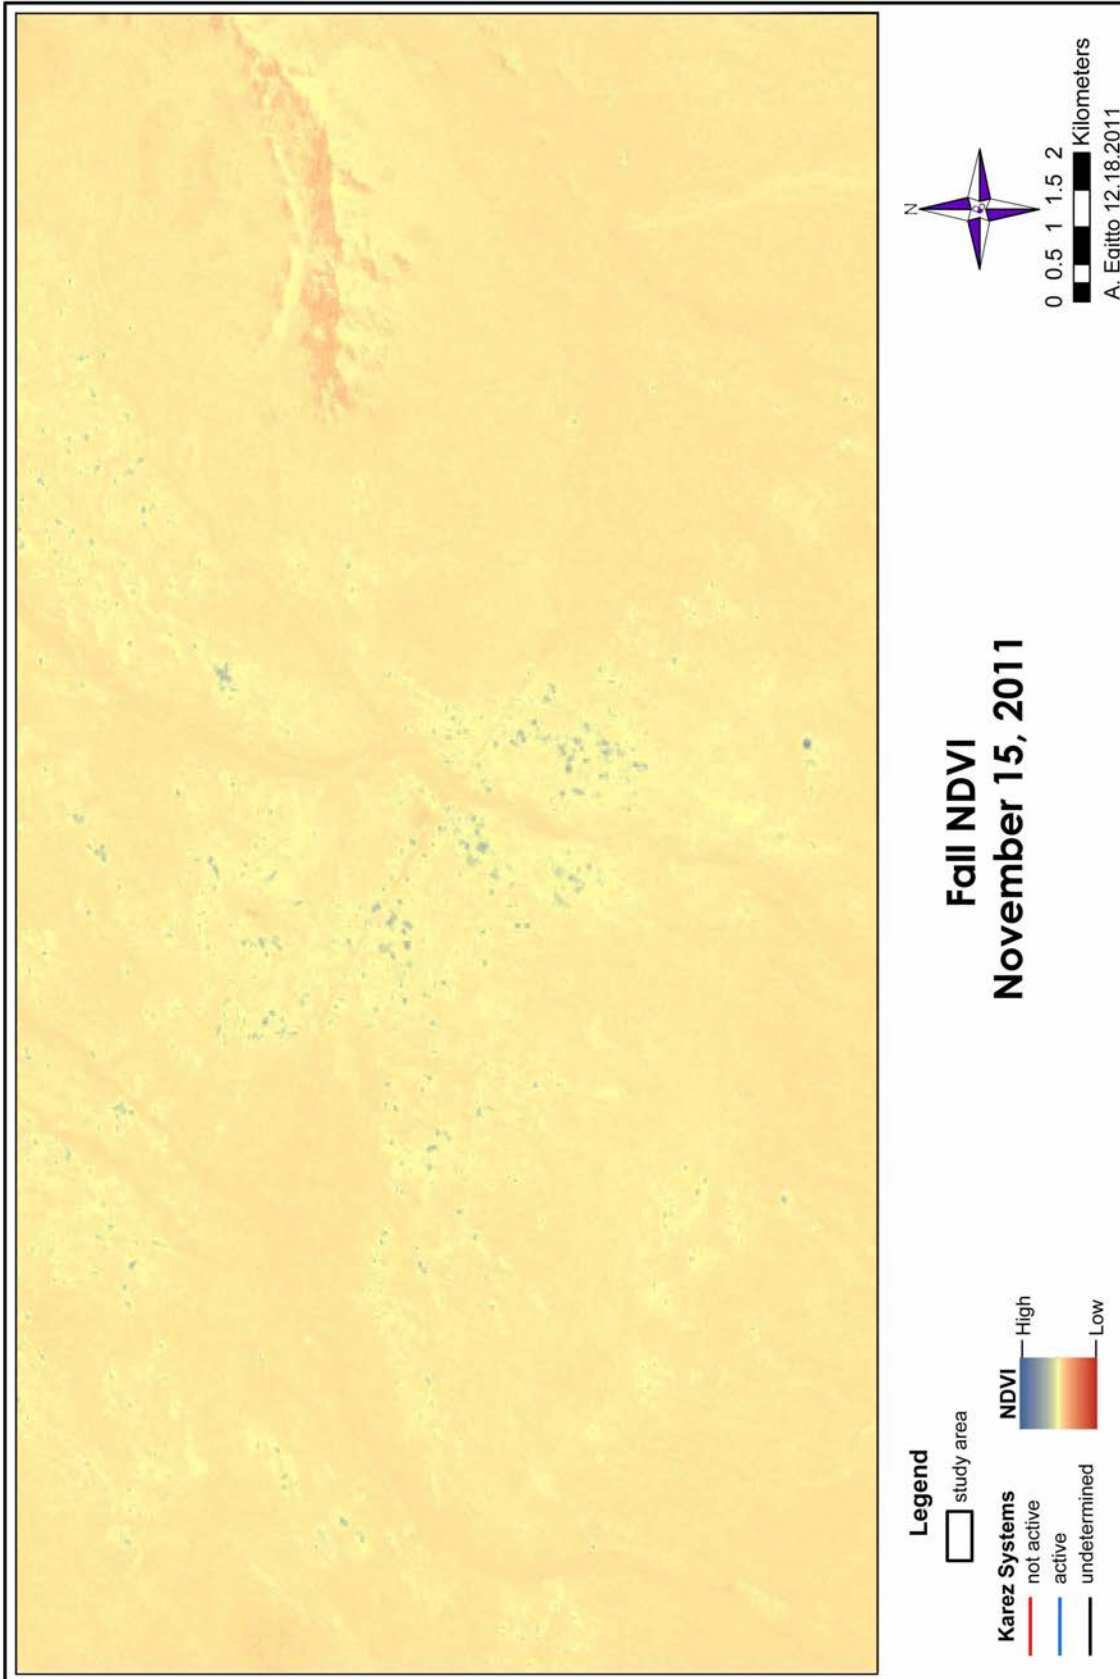 Fall NDVI
November 15, 2011
Legend
study area
Karez Systems
not active
active
undetermined
NDVI
High
Low
N
0 0.5 1 1.5 2
Kilometers
A. Egitto 12.18.2011